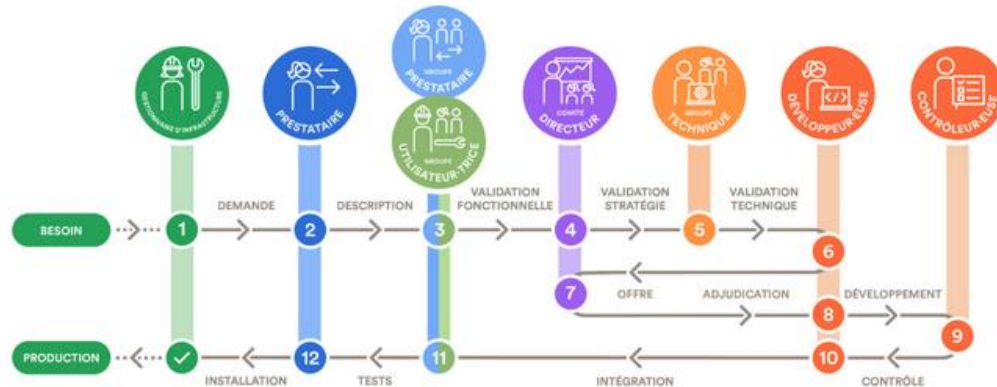 GESTIONNAIRE D'INFRASTRUCTURE
PRESTATAIRE
GROUPE
PRESTATAIRE
GROUPE
UTILISATEUR·TRICE
COMITÉ
DIRECTEUR
GROUPE
TECHNIQUE
DÉVELOPPEUR·EUSE
CONTRÔLEUR·EUSE
BESOIN
1
DEMANDE
2
DESCRIPTION
3
VALIDATION
FONCTIONNELLE
4
VALIDATION
STRATÉGIE
5
VALIDATION
TECHNIQUE
6
7
OFFRE
ADJUDICATION
8
DÉVELOPPEMENT
9
PRODUCTION
INSTALLATION
12
TESTS
11
INTÉGRATION
10
CONTRÔLE